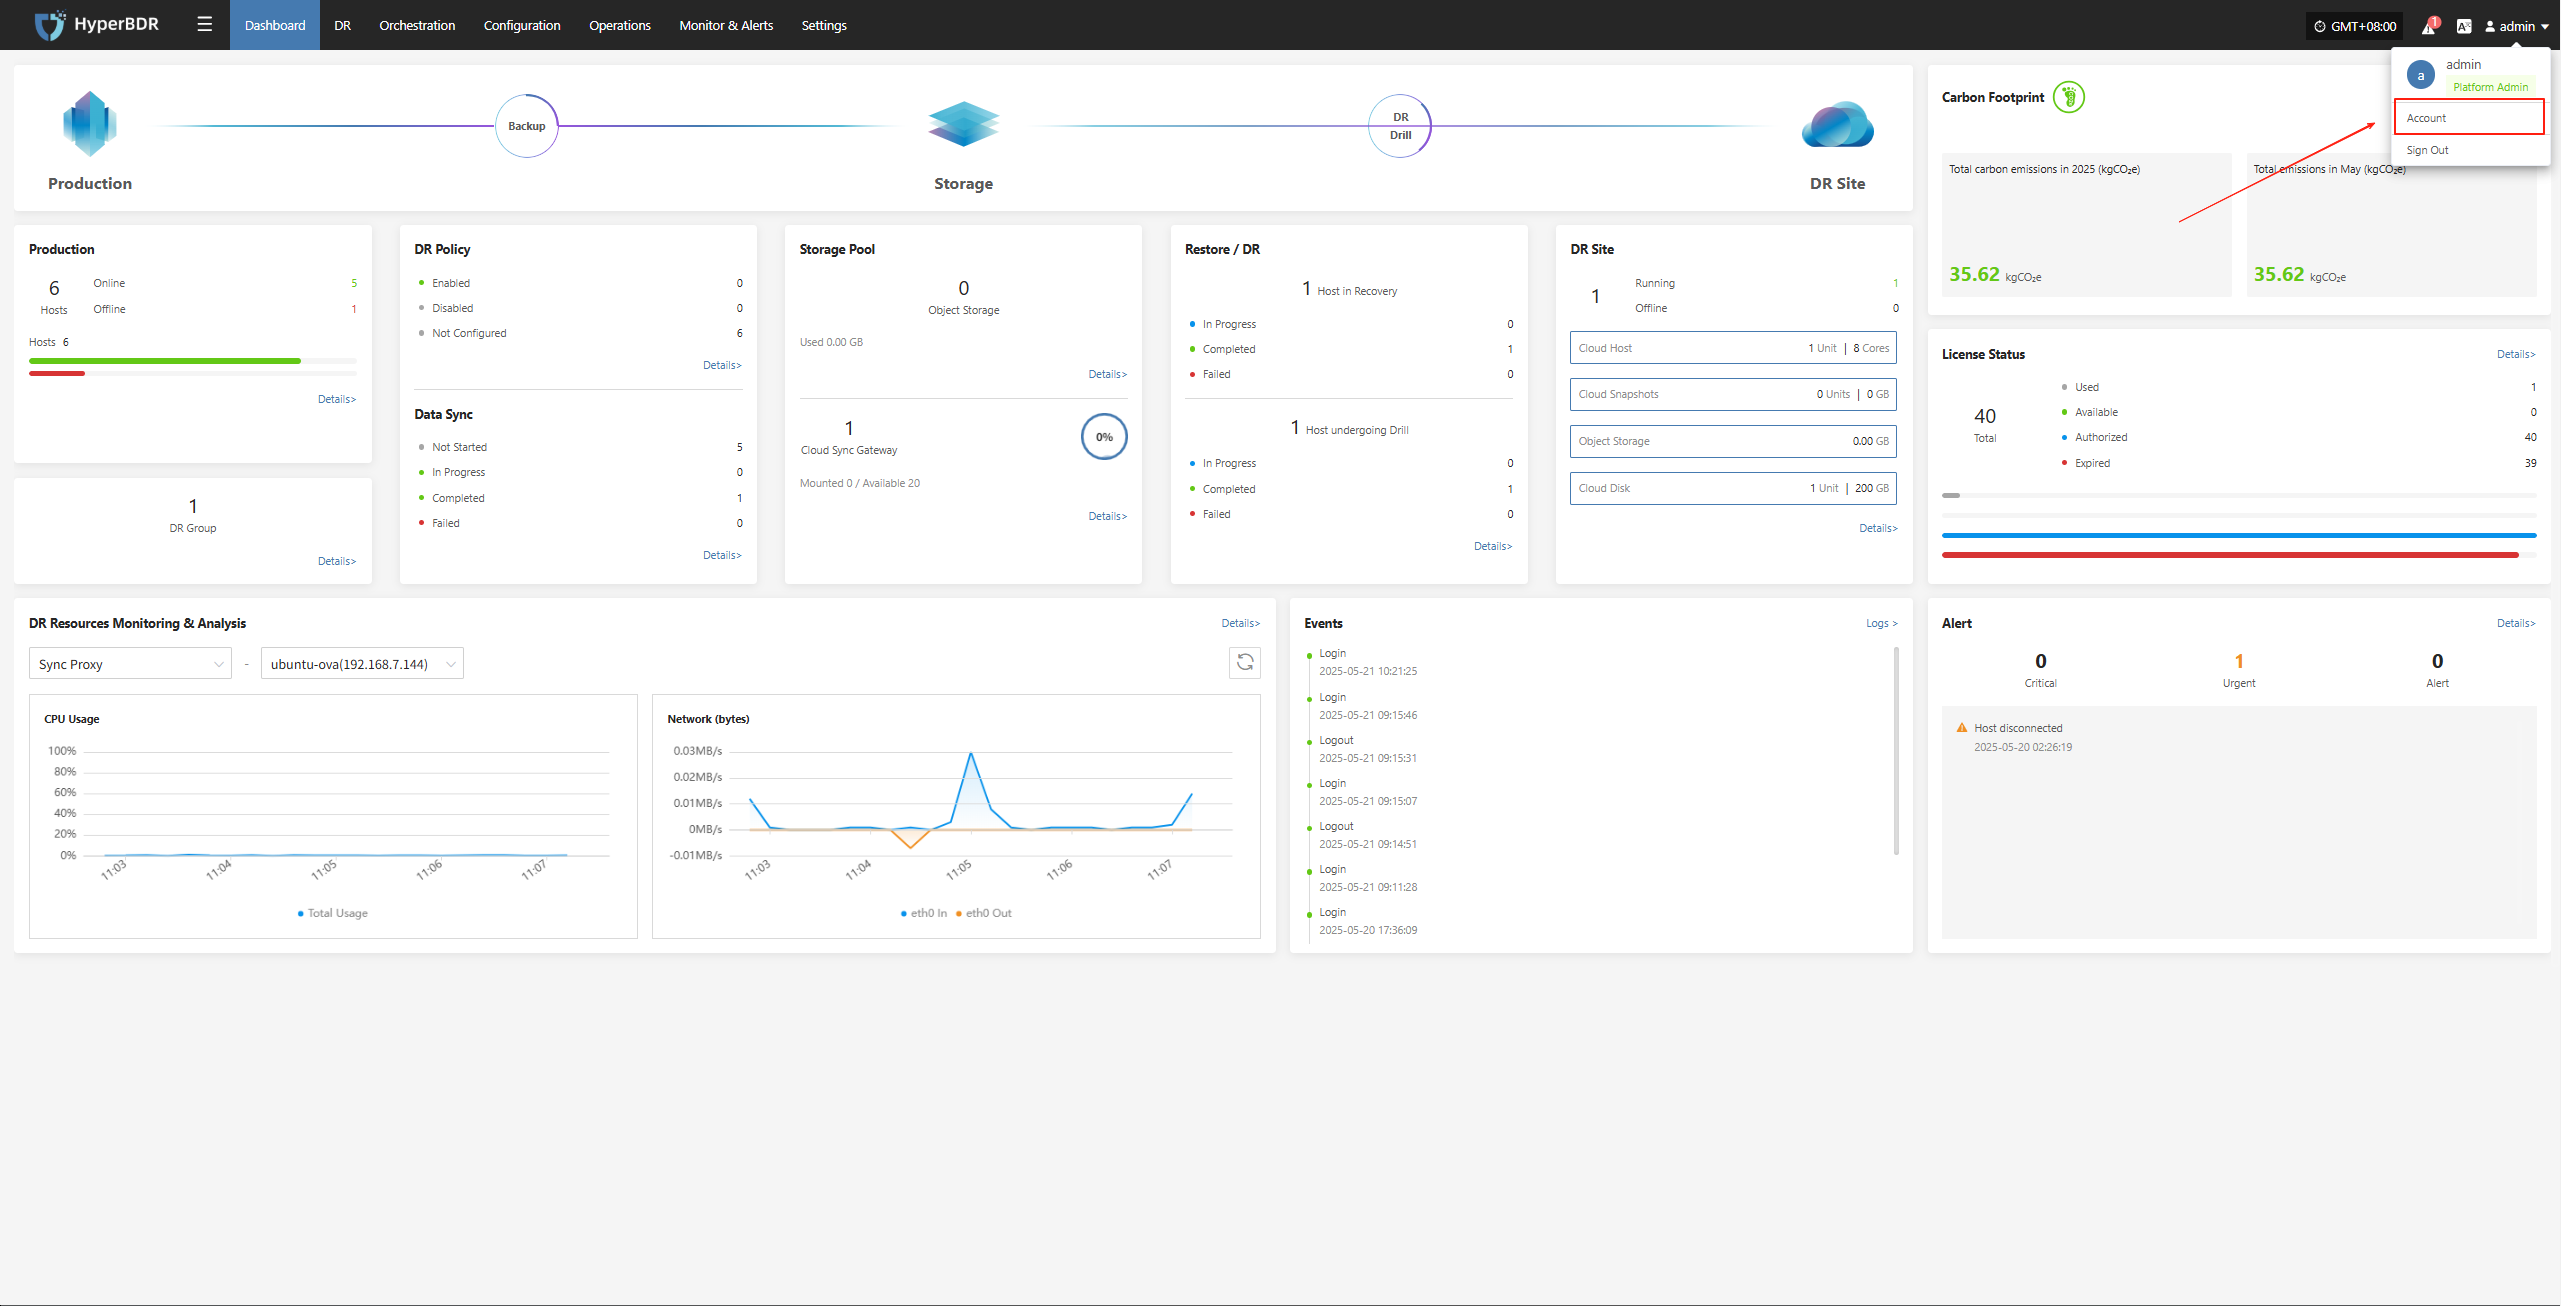 HyperBDR
Dashboard
DR
Orchestration
Configuration
Operations
Monitor & Alerts
Settings
GMT+08:00
1
admin
a
admin
Platform Admin
Account
Sign Out
Backup
DR
Drill
Production
Storage
DR Site
Carbon Footprint
Total carbon emissions in 2025 (kgCO₂e)
35.62 kgCO₂e
Total emissions in May (kgCO₂e)
35.62 kgCO₂e
Production
6
Hosts
Online 5
Offline 1
Hosts 6
Details>
1
DR Group
Details>
DR Policy
Enabled 0
Disabled 0
Not Configured 6
Details>
Data Sync
Not Started 5
In Progress 0
Completed 1
Failed 0
Details>
Storage Pool
0
Object Storage
Used 0.00 GB
Details>
1
Cloud Sync Gateway
0%
Mounted 0 / Available 20
Details>
Restore / DR
1 Host in Recovery
In Progress 0
Completed 1
Failed 0
1 Host undergoing Drill
In Progress 0
Completed 1
Failed 0
Details>
DR Site
1
Running 1
Offline 0
Cloud Host 1 Unit | 8 Cores
Cloud Snapshots 0 Units | 0 GB
Object Storage 0.00 GB
Cloud Disk 1 Unit | 200 GB
Details>
License Status Details>
40
Total
Used 1
Available 0
Authorized 40
Expired 39
DR Resources Monitoring & Analysis Details>
Sync Proxy - ubuntu-ova(192.168.7.144)
CPU Usage
100%
80%
60%
40%
20%
0%
11:03 11:04 11:05 11:06 11:07
Total Usage
Network (bytes)
0.03MB/s
0.02MB/s
0.01MB/s
0MB/s
-0.01MB/s
11:03 11:04 11:05 11:06 11:07
eth0 In eth0 Out
Events Logs >
Login
2025-05-21 10:21:25
Login
2025-05-21 09:15:46
Logout
2025-05-21 09:15:31
Login
2025-05-21 09:15:07
Logout
2025-05-21 09:14:51
Login
2025-05-21 09:11:28
Login
2025-05-20 17:36:09
Alert Details>
0
Critical
1
Urgent
0
Alert
Host disconnected
2025-05-20 02:26:19